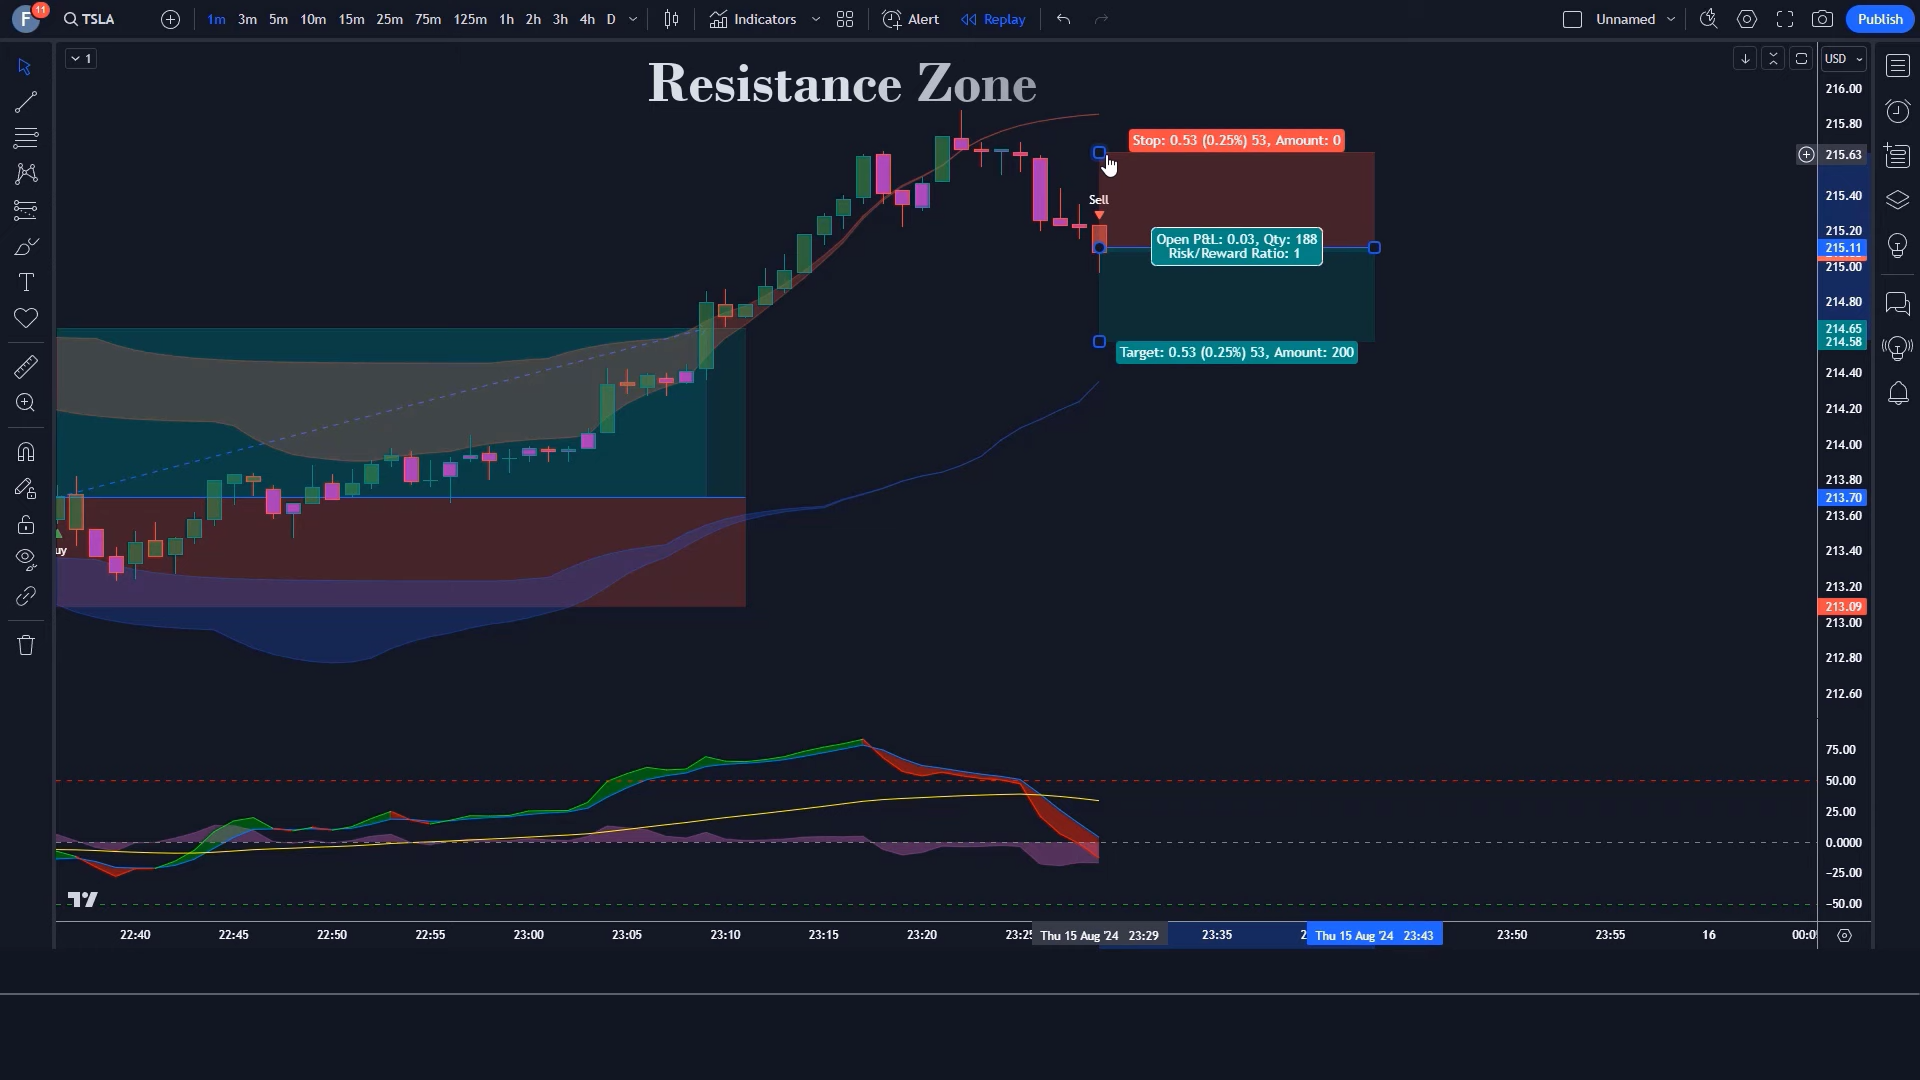 F
11
TSLA
1m 3m 5m 10m 15m 25m 75m 125m 1h 2h 3h 4h D
Indicators
Alert
Replay
Unnamed
Publish
1
Resistance Zone
USD
216.00
215.80
215.63
215.40
215.20
215.11
215.00
214.80
214.65
214.58
214.40
214.20
214.00
213.80
213.70
213.60
213.40
213.20
213.09
213.00
212.80
212.60
Stop: 0.53 (0.25%) 53, Amount: 0
Sell
Open P&L: 0.03, Qty: 188
Risk/Reward Ratio: 1
Target: 0.53 (0.25%) 53, Amount: 200
uy
75.00
50.00
25.00
0.0000
−25.00
−50.00
22:40 22:45 22:50 22:55 23:00 23:05 23:10 23:15 23:20 23:25 Thu 15 Aug '24 23:29 23:35 2 Thu 15 Aug '24 23:43 23:50 23:55 16 00:0